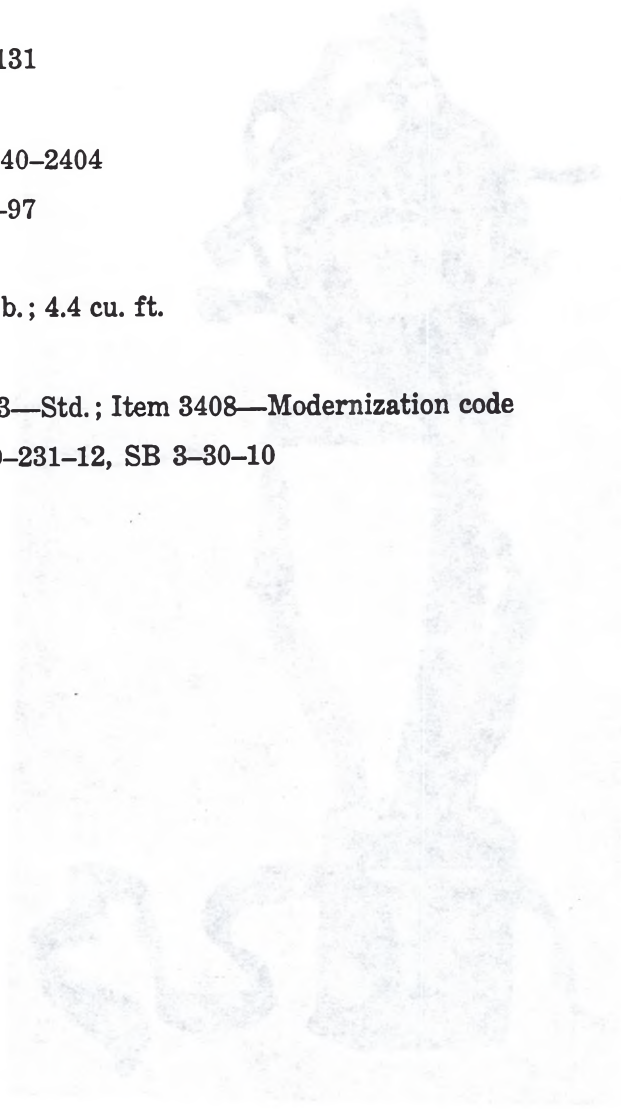 131
40–2404
–97
b.; 4.4 cu. ft.
3—Std.; Item 3408—Modernization code
–231–12, SB 3–30–10